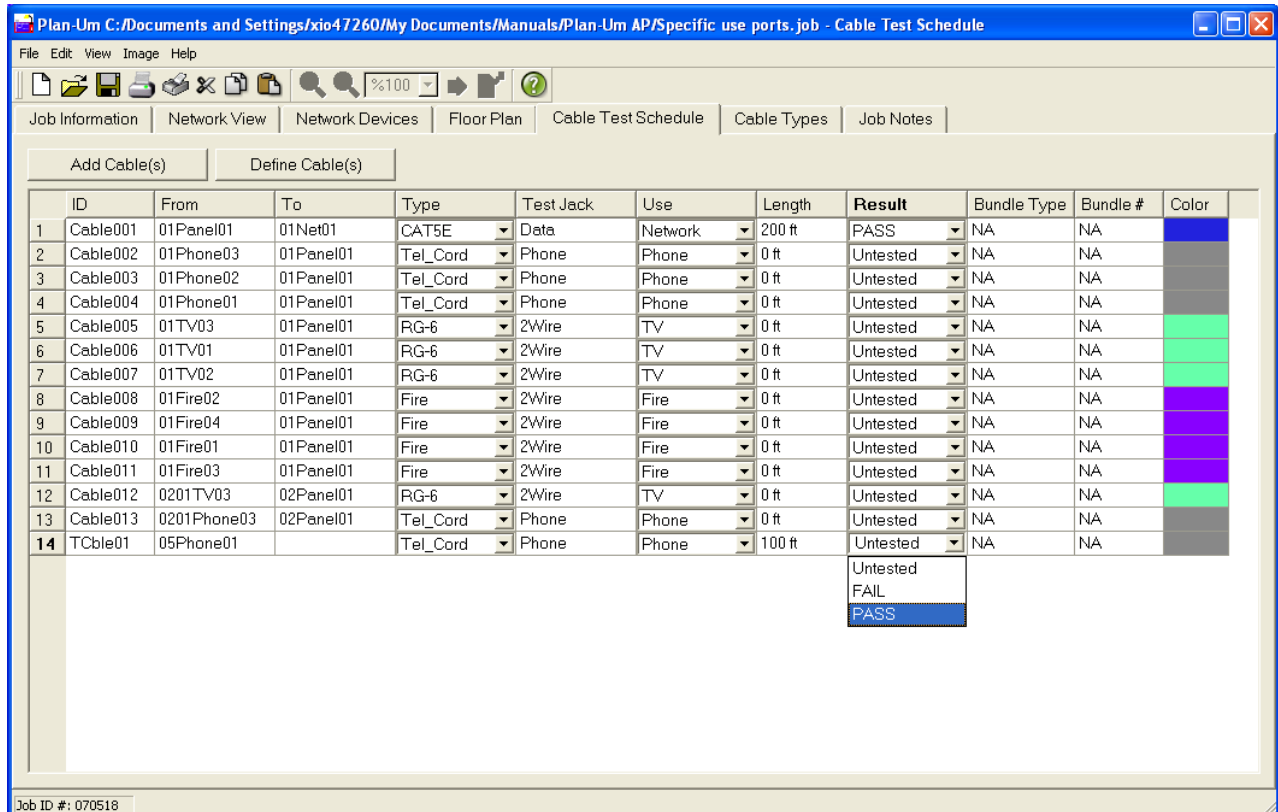 Plan-Um C:/Documents and Settings/xio47260/My Documents/Manuals/Plan-Um AP/Specific use ports.job - Cable Test Schedule
File Edit View Image Help
%100
Job Information Network View Network Devices Floor Plan Cable Test Schedule Cable Types Job Notes
Add Cable(s) Define Cable(s)
ID From To Type Test Jack Use Length Result Bundle Type Bundle # Color
1 Cable001 01Panel01 01Net01 CAT5E Data Network 200 ft PASS NA NA
2 Cable002 01Phone03 01Panel01 Tel_Cord Phone Phone 0 ft Untested NA NA
3 Cable003 01Phone02 01Panel01 Tel_Cord Phone Phone 0 ft Untested NA NA
4 Cable004 01Phone01 01Panel01 Tel_Cord Phone Phone 0 ft Untested NA NA
5 Cable005 01TV03 01Panel01 RG-6 2Wire TV 0 ft Untested NA NA
6 Cable006 01TV01 01Panel01 RG-6 2Wire TV 0 ft Untested NA NA
7 Cable007 01TV02 01Panel01 RG-6 2Wire TV 0 ft Untested NA NA
8 Cable008 01Fire02 01Panel01 Fire 2Wire Fire 0 ft Untested NA NA
9 Cable009 01Fire04 01Panel01 Fire 2Wire Fire 0 ft Untested NA NA
10 Cable010 01Fire01 01Panel01 Fire 2Wire Fire 0 ft Untested NA NA
11 Cable011 01Fire03 01Panel01 Fire 2Wire Fire 0 ft Untested NA NA
12 Cable012 0201TV03 02Panel01 RG-6 2Wire TV 0 ft Untested NA NA
13 Cable013 0201Phone03 02Panel01 Tel_Cord Phone Phone 0 ft Untested NA NA
14 TCble01 05Phone01 Tel_Cord Phone Phone 100 ft Untested NA NA
Untested
FAIL
PASS
Job ID #: 070518